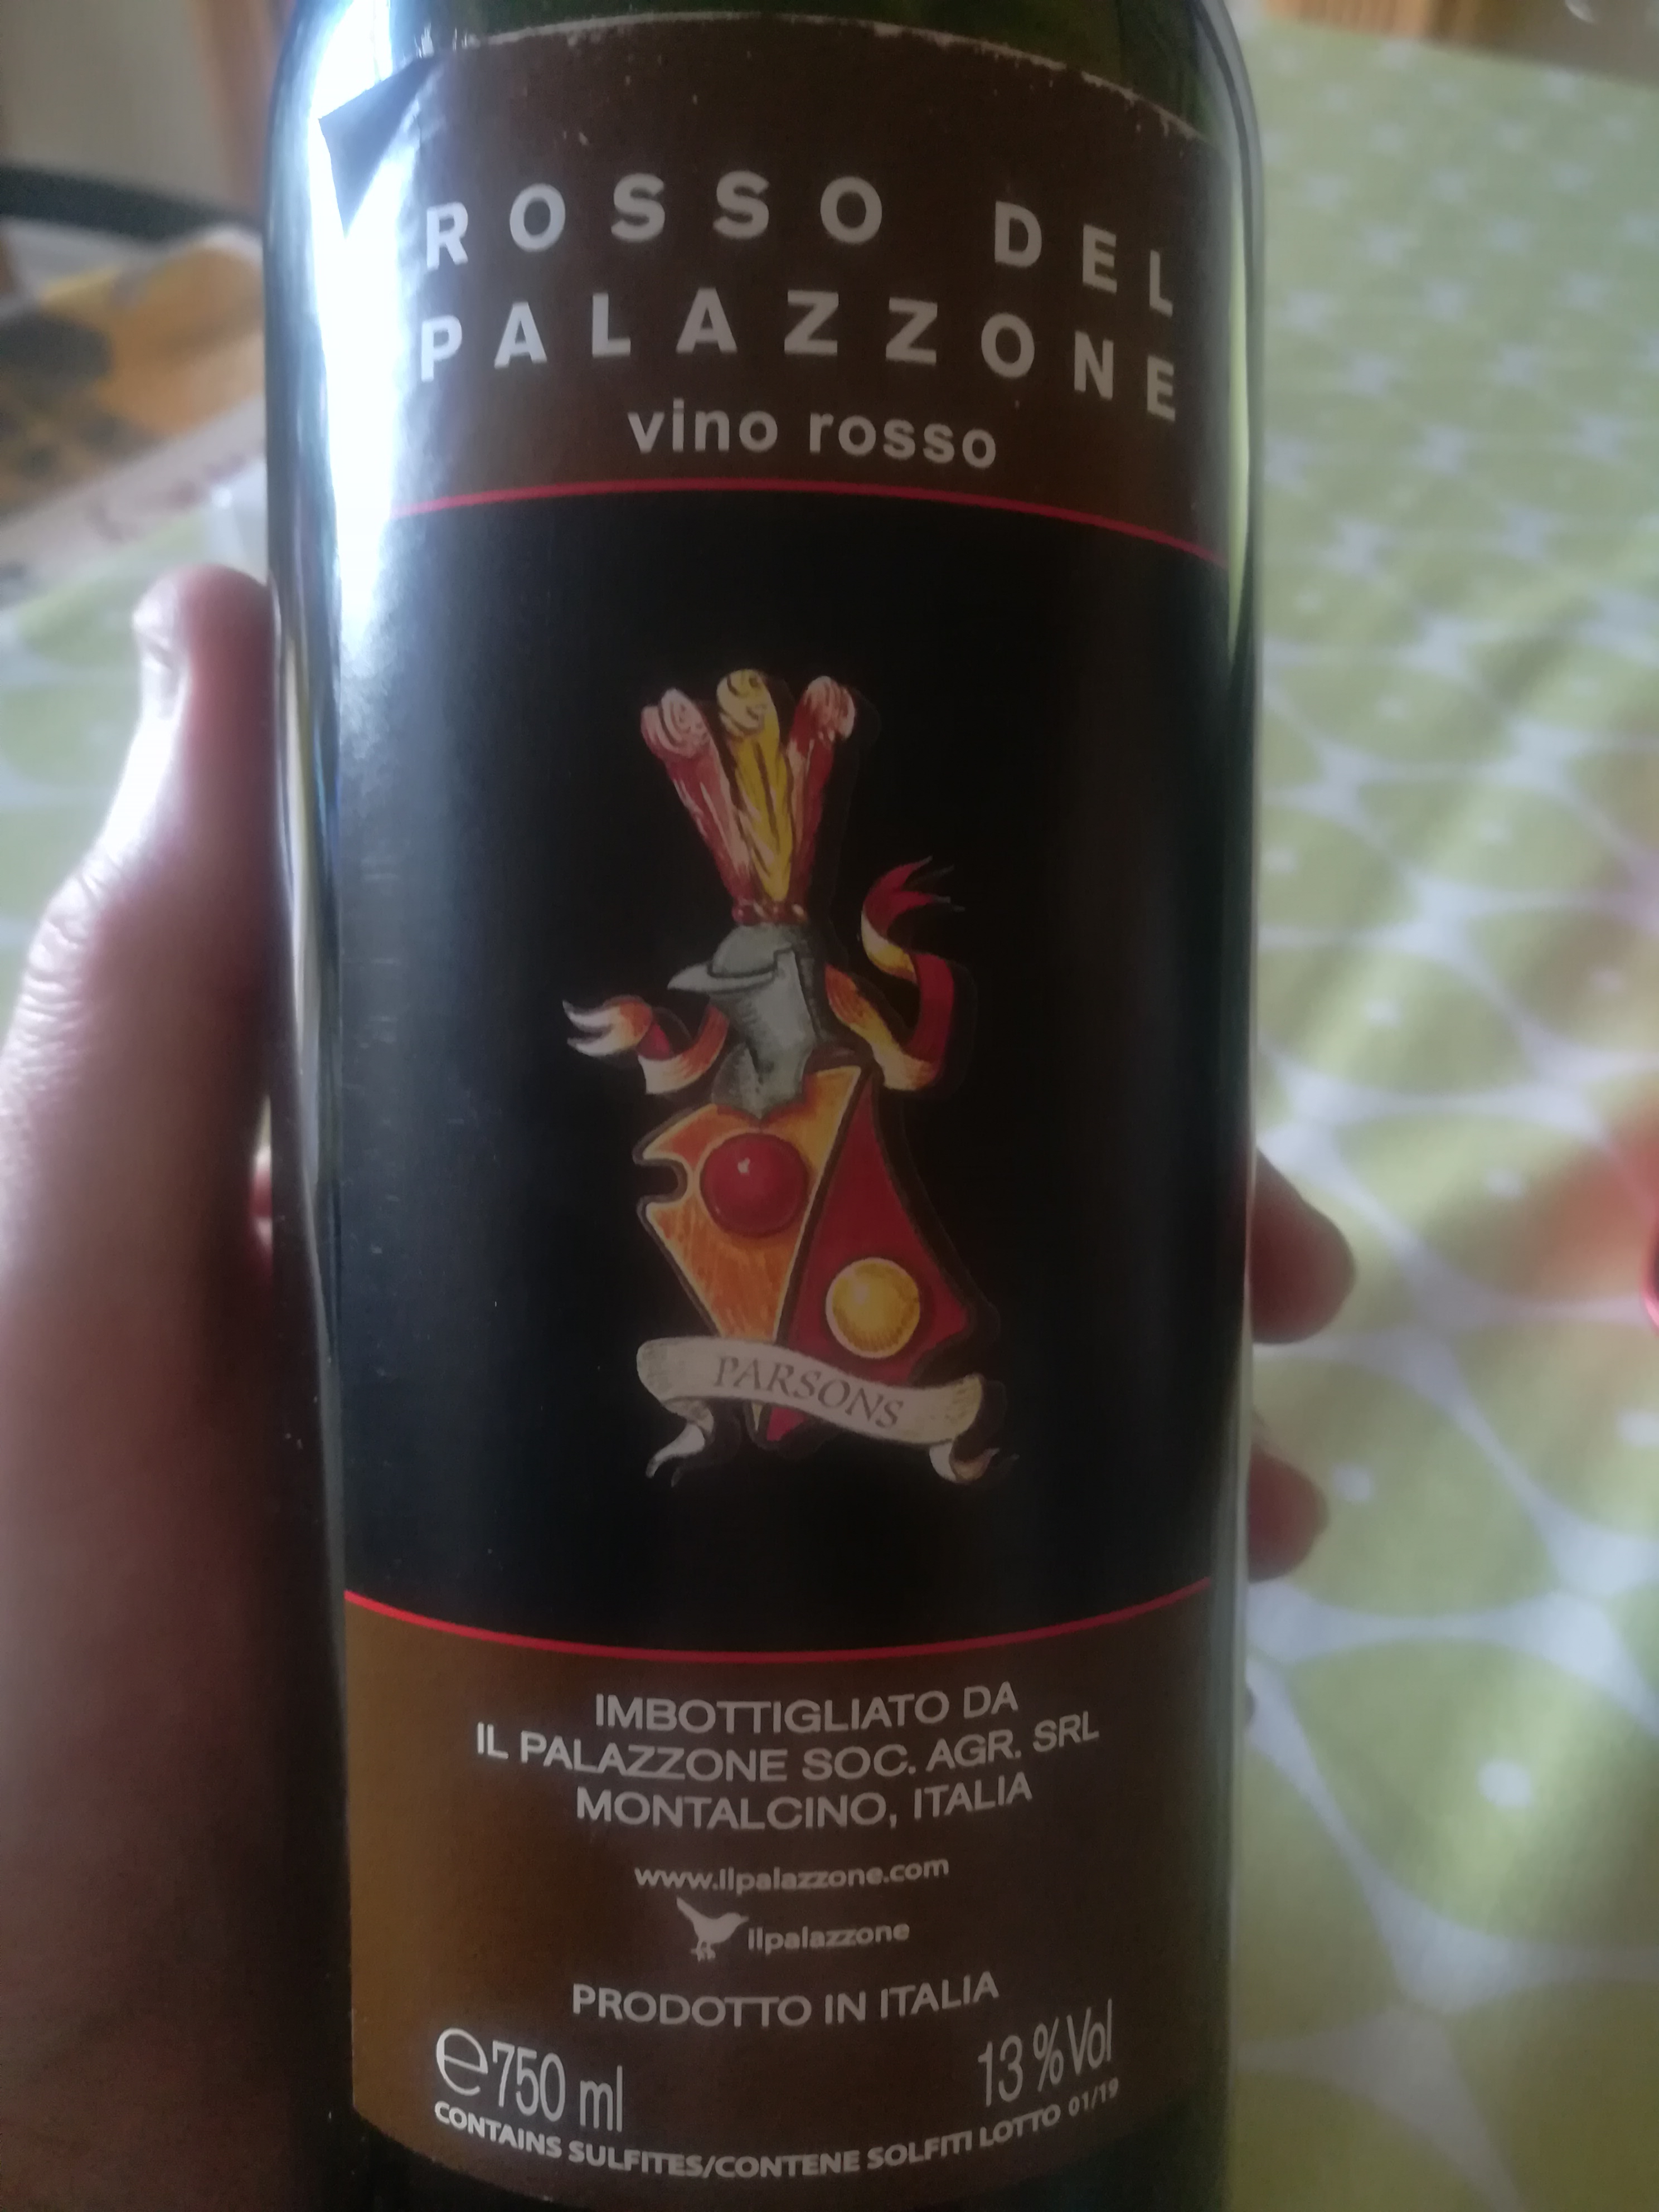 ROSSO DEL
PALAZZONE
vino rosso
PARSONS
IMBOTTIGLIATO DA
IL PALAZZONE SOC. AGR. SRL
MONTALCINO, ITALIA
www.ilpalazzone.com
ilpalazzone
PRODOTTO IN ITALIA
℮750 ml 13% Vol
CONTAINS SULFITES/CONTENE SOLFITI LOTTO 01/19